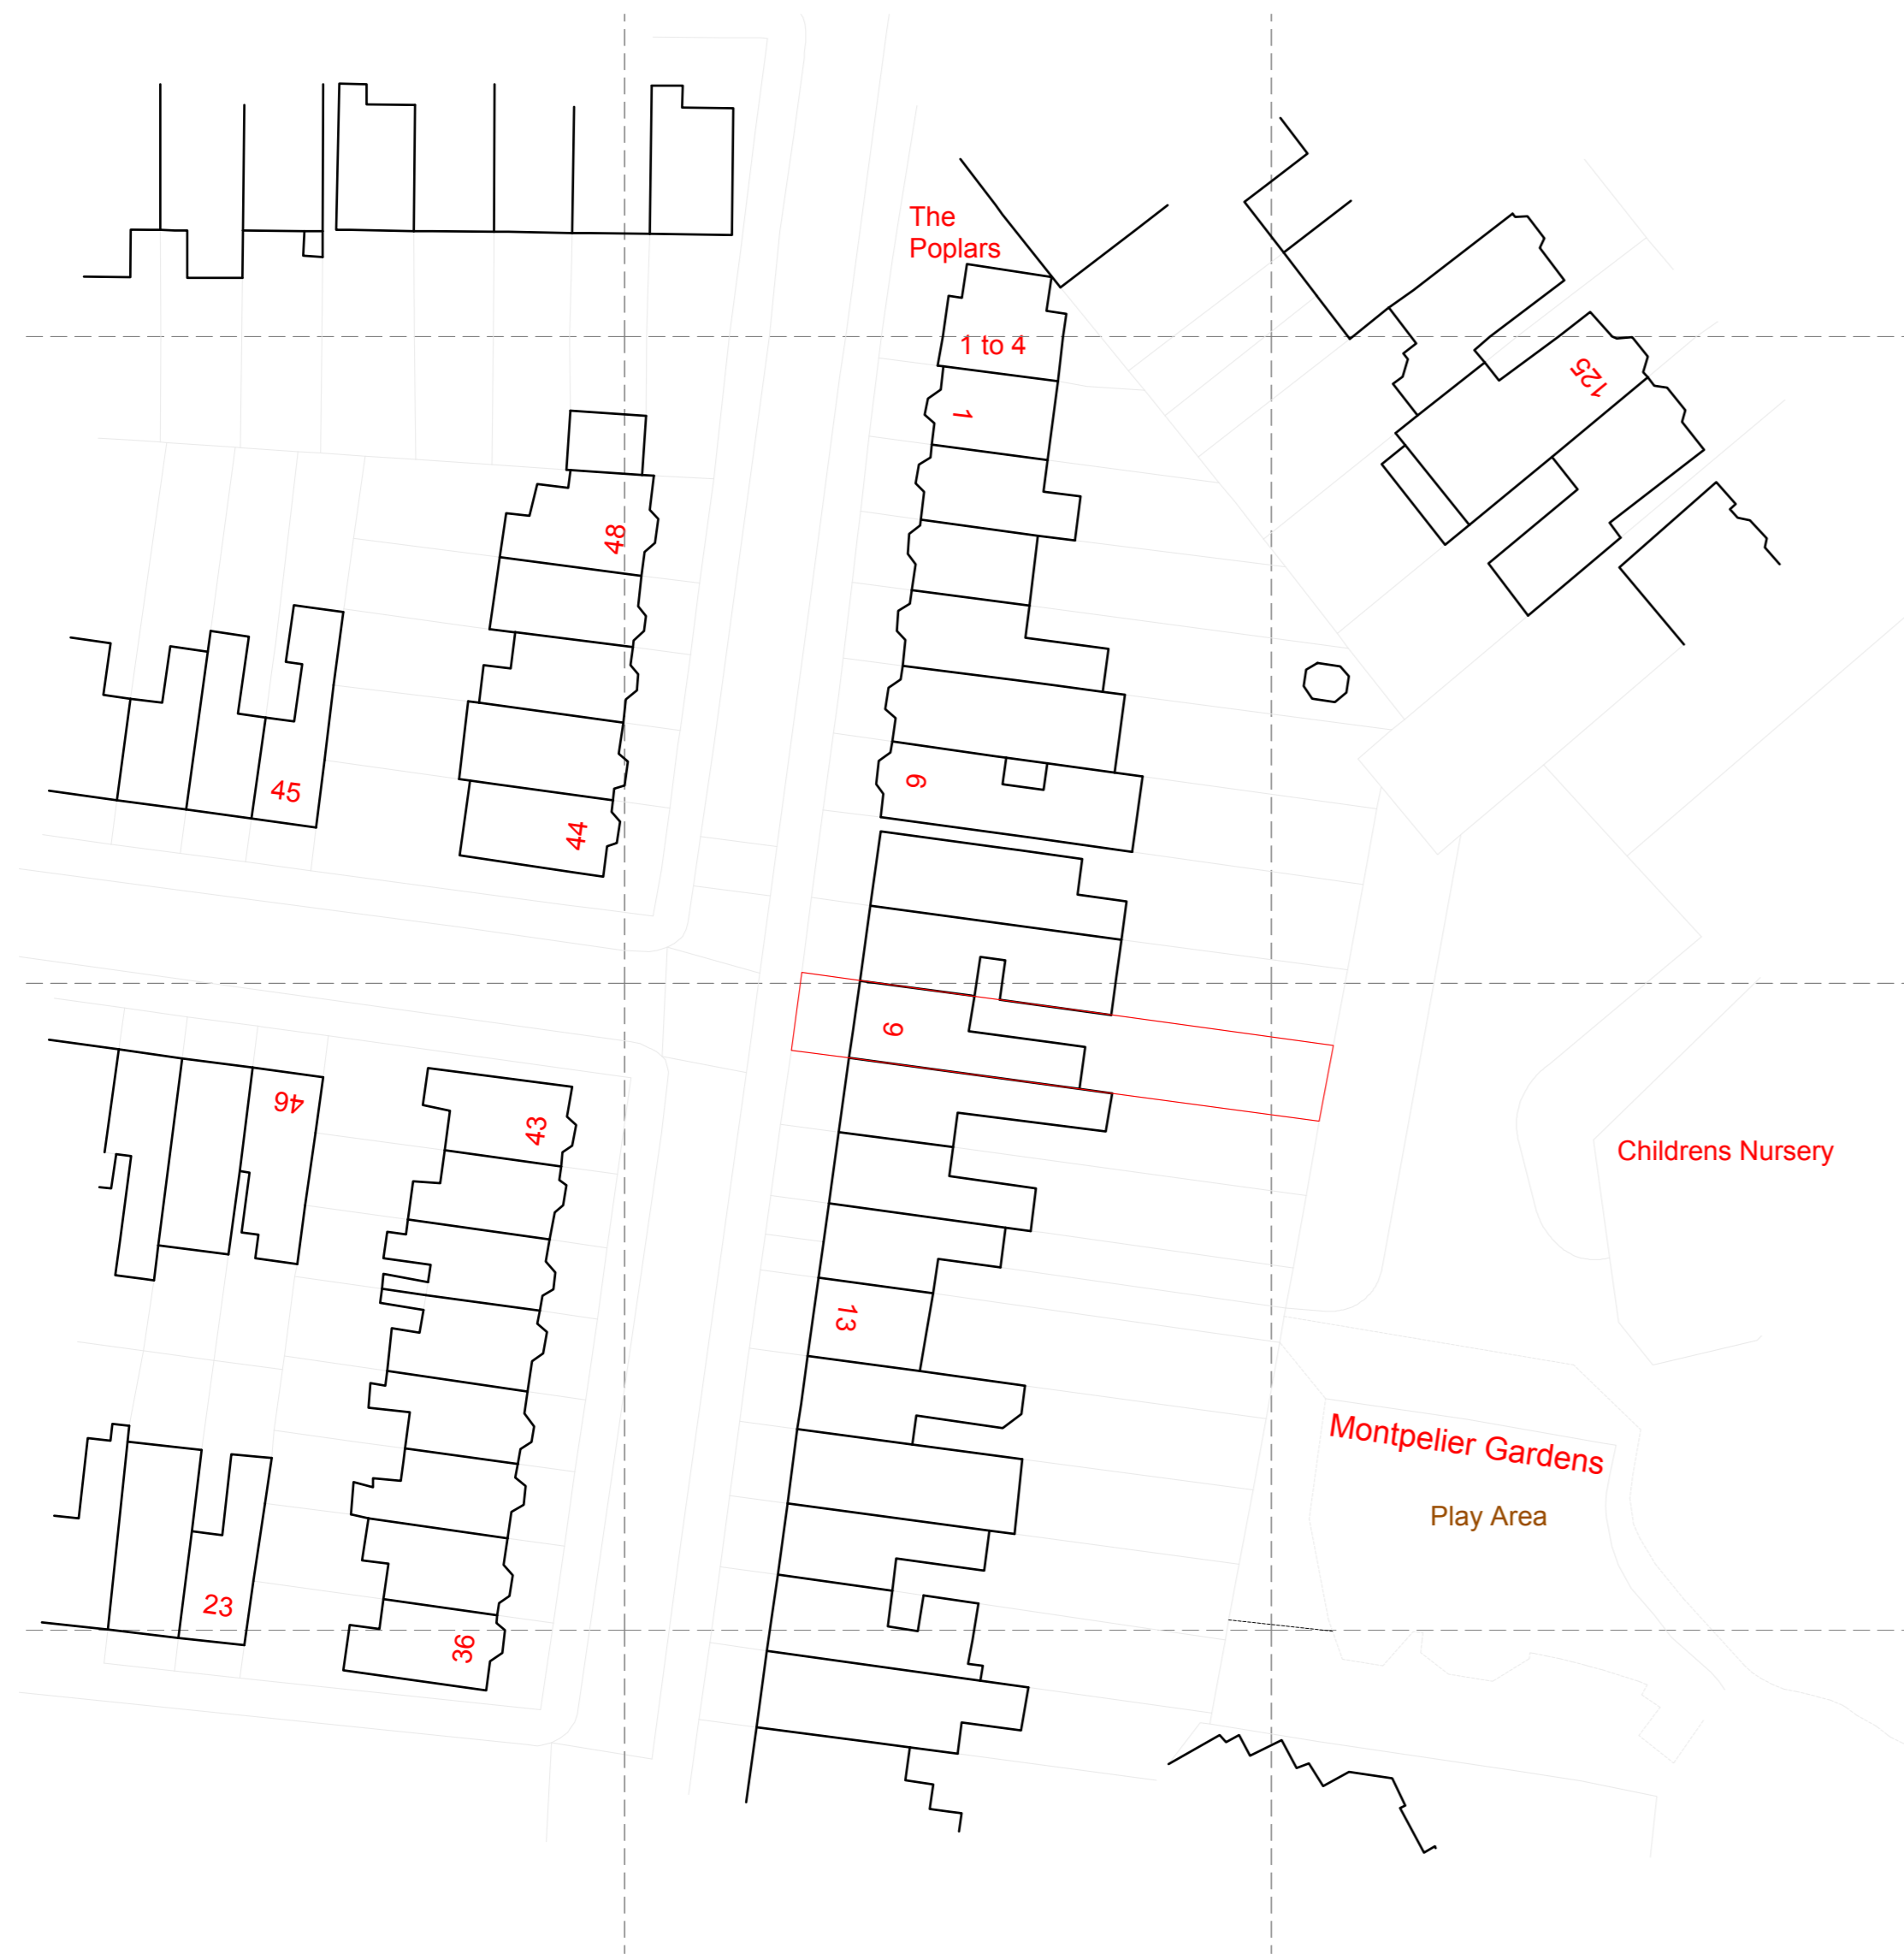 The
Poplars
1 to 4
125
1
48
6
45
44
9
46
43
Childrens Nursery
13
Montpelier Gardens
Play Area
23
36